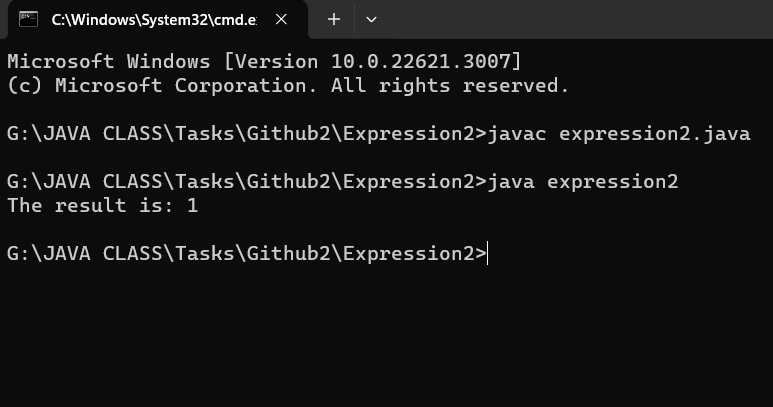 C:\Windows\System32\cmd.e
Microsoft Windows [Version 10.0.22621.3007]
(c) Microsoft Corporation. All rights reserved.
G:\JAVA CLASS\Tasks\Github2\Expression2>javac expression2.java
G:\JAVA CLASS\Tasks\Github2\Expression2>java expression2
The result is: 1
G:\JAVA CLASS\Tasks\Github2\Expression2>